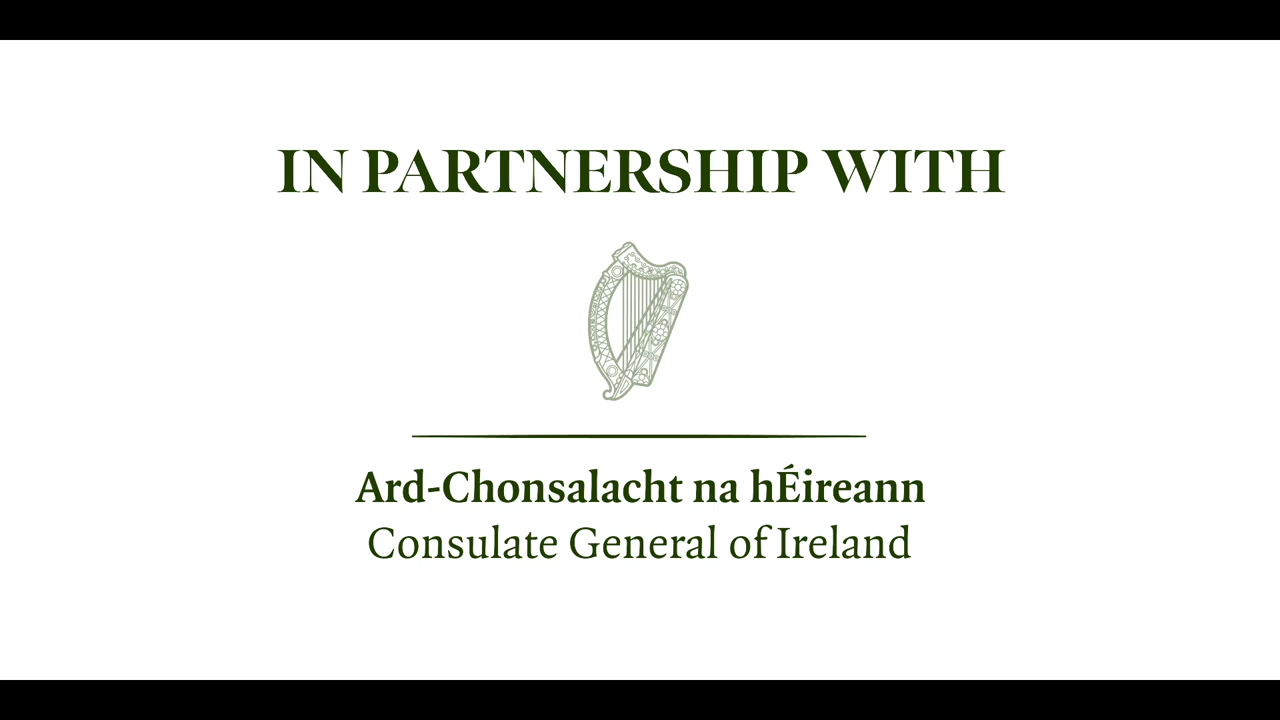 IN PARTNERSHIP WITH
Ard-Chonsalacht na hÉireann
Consulate General of Ireland